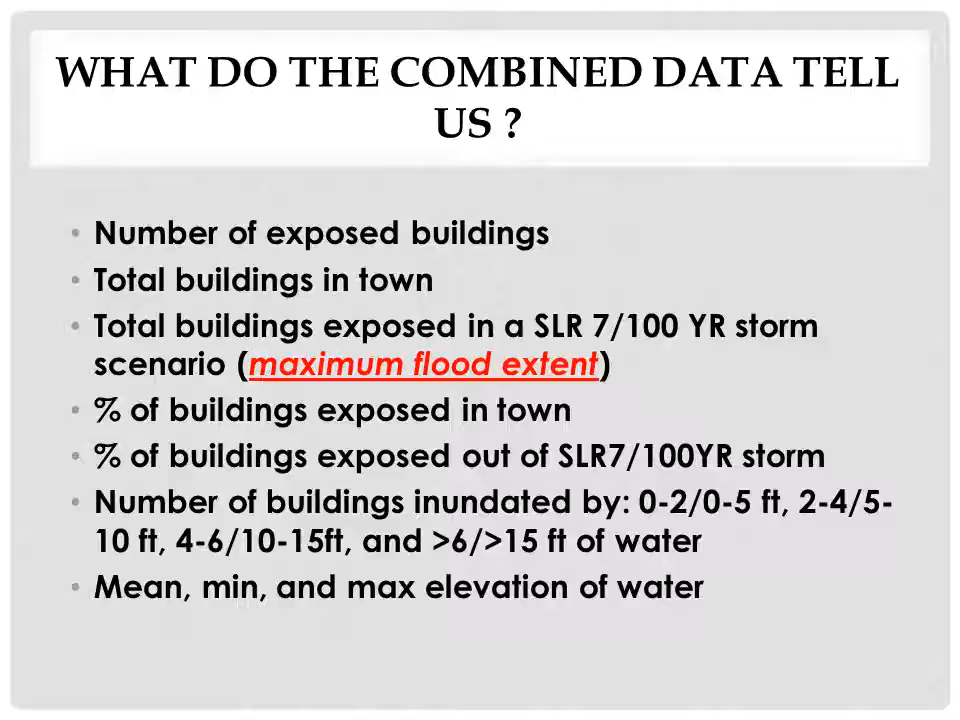 WHAT DO THE COMBINED DATA TELL
US ?
• Number of exposed buildings
• Total buildings in town
• Total buildings exposed in a SLR 7/100 YR storm
scenario (maximum flood extent)
• % of buildings exposed in town
• % of buildings exposed out of SLR7/100YR storm
• Number of buildings inundated by: 0-2/0-5 ft, 2-4/5-
10 ft, 4-6/10-15ft, and >6/>15 ft of water
• Mean, min, and max elevation of water